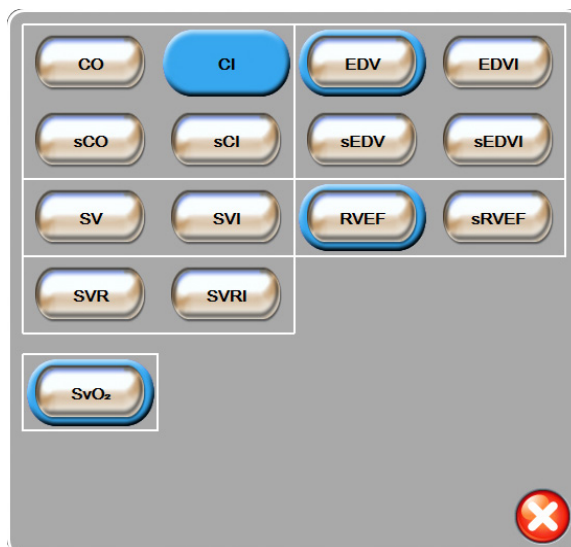 CO CI EDV EDVI
sCO sCI sEDV sEDVI
SV SVI RVEF sRVEF
SVR SVRI
SvO₂